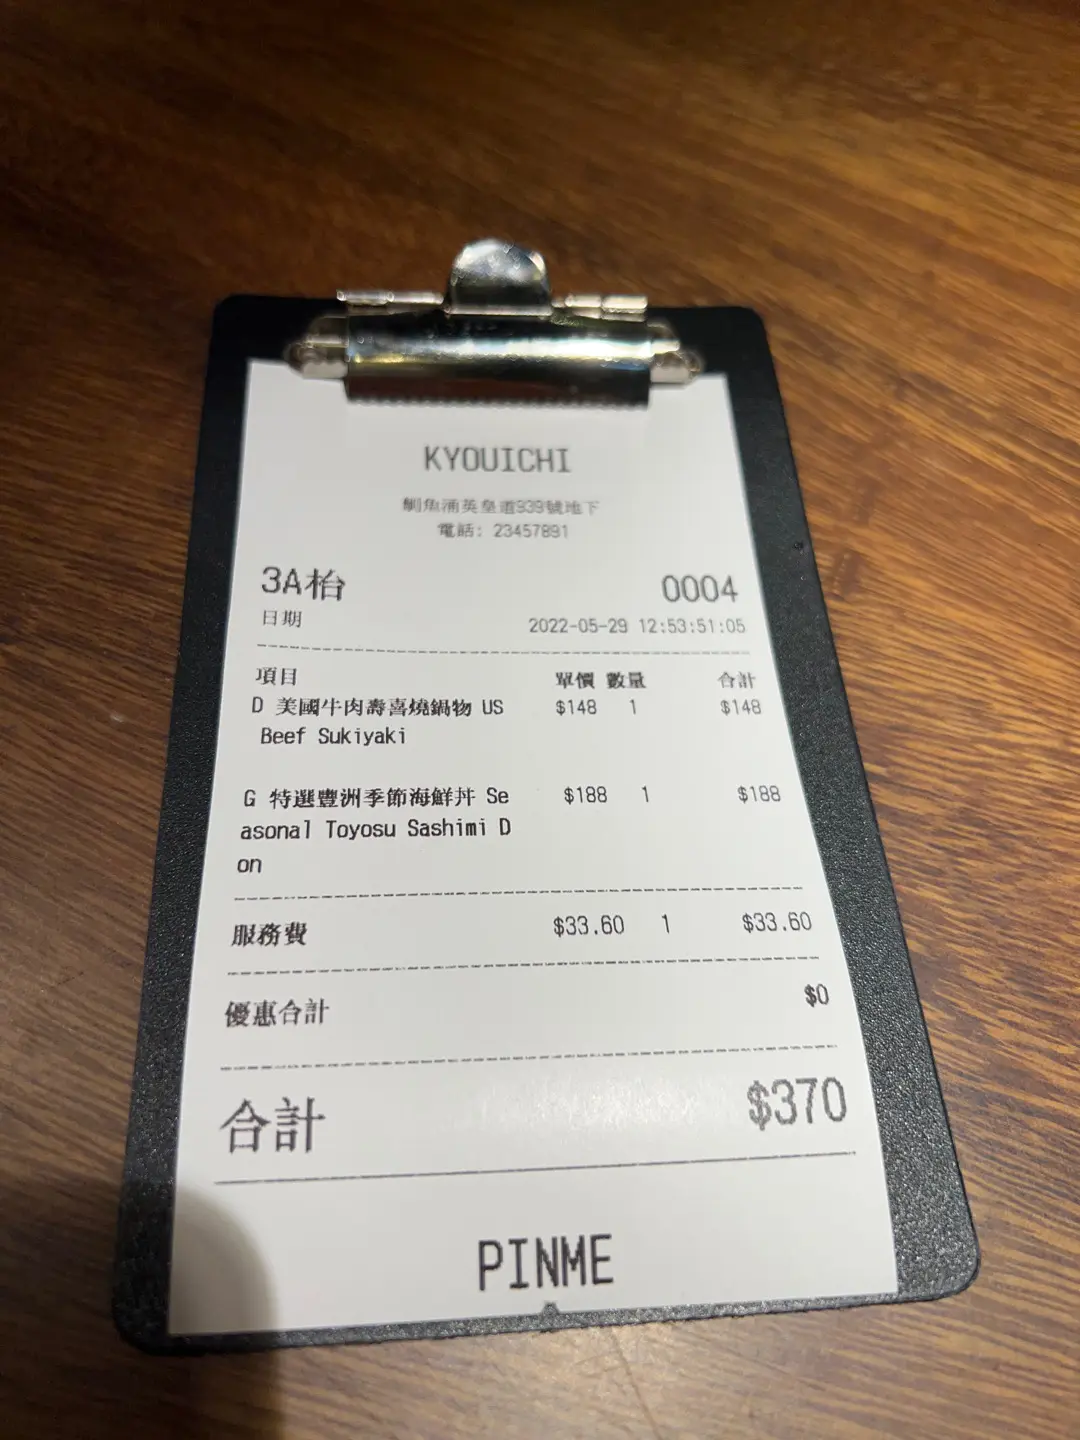 KYOUICHI
鰂魚涌英皇道939號地下
電話: 23457891
3A枱 0004
日期 2022-05-29 12:53:51:05
項目 單價 數量 合計
D 美國牛肉壽喜燒鍋物 US $148 1 $148
Beef Sukiyaki
G 特選豐洲季節海鮮丼 Se $188 1 $188
asonal Toyosu Sashimi D
on
服務費 $33.60 1 $33.60
優惠合計 $0
合計 $370
PINME